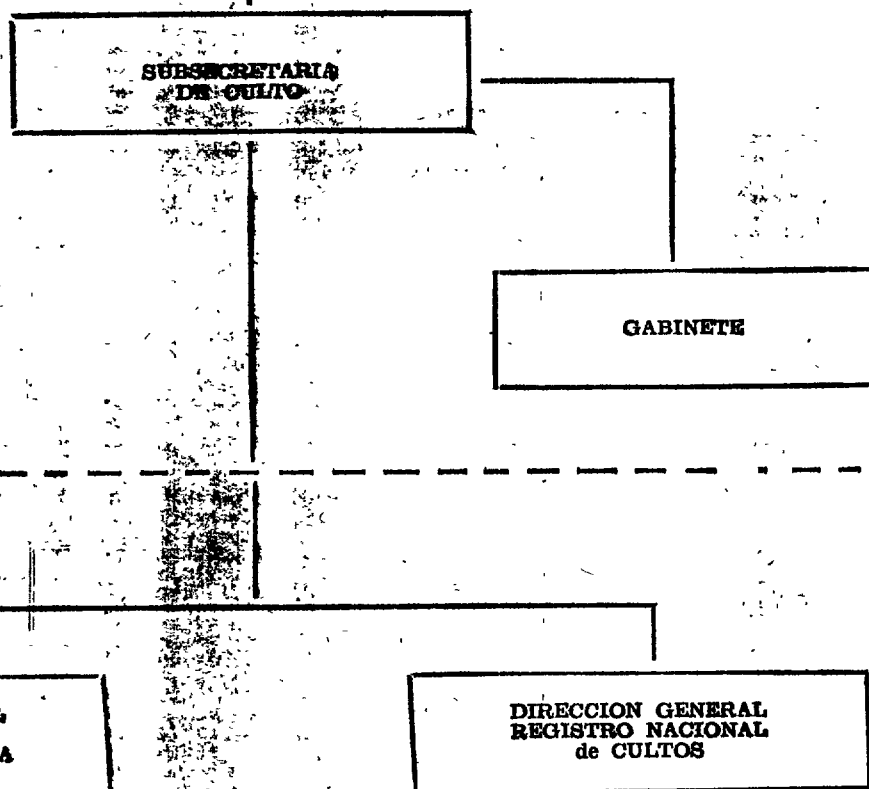 SUBSECRETARIA
DE CULTO
GABINETE
DIRECCION GENERAL
REGISTRO NACIONAL
de CULTOS